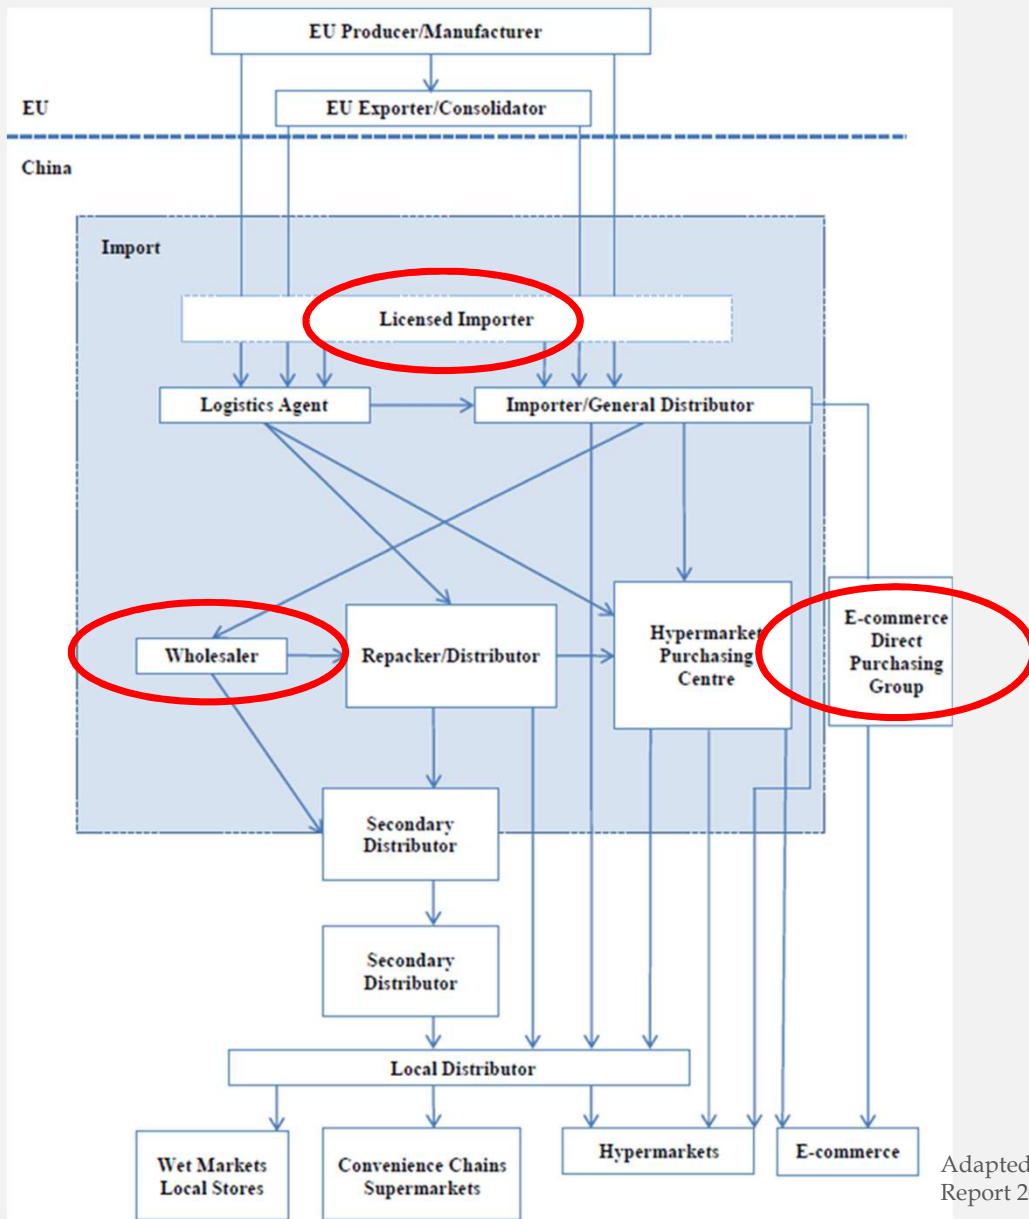 EU Producer/Manufacturer
EU
EU Exporter/Consolidator
China
Import
Licensed Importer
Logistics Agent
Importer/General Distributor
Wholesaler
Repacker/Distributor
Hypermarket
Purchasing
Centre
E-commerce
Direct
Purchasing
Group
Secondary
Distributor
Secondary
Distributor
Local Distributor
Wet Markets
Local Stores
Convenience Chains
Supermarkets
Hypermarkets
E-commerce
Adapted
Report 2